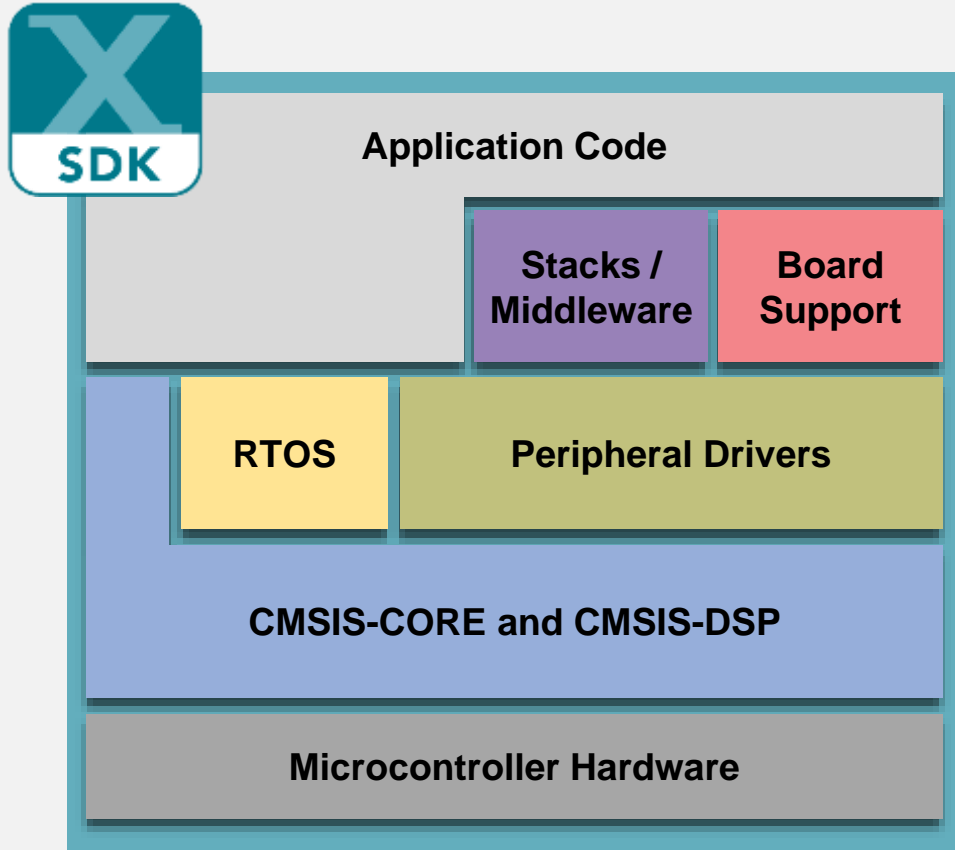 X
SDK
Application Code
Stacks /
Middleware
Board
Support
RTOS
Peripheral Drivers
CMSIS-CORE and CMSIS-DSP
Microcontroller Hardware